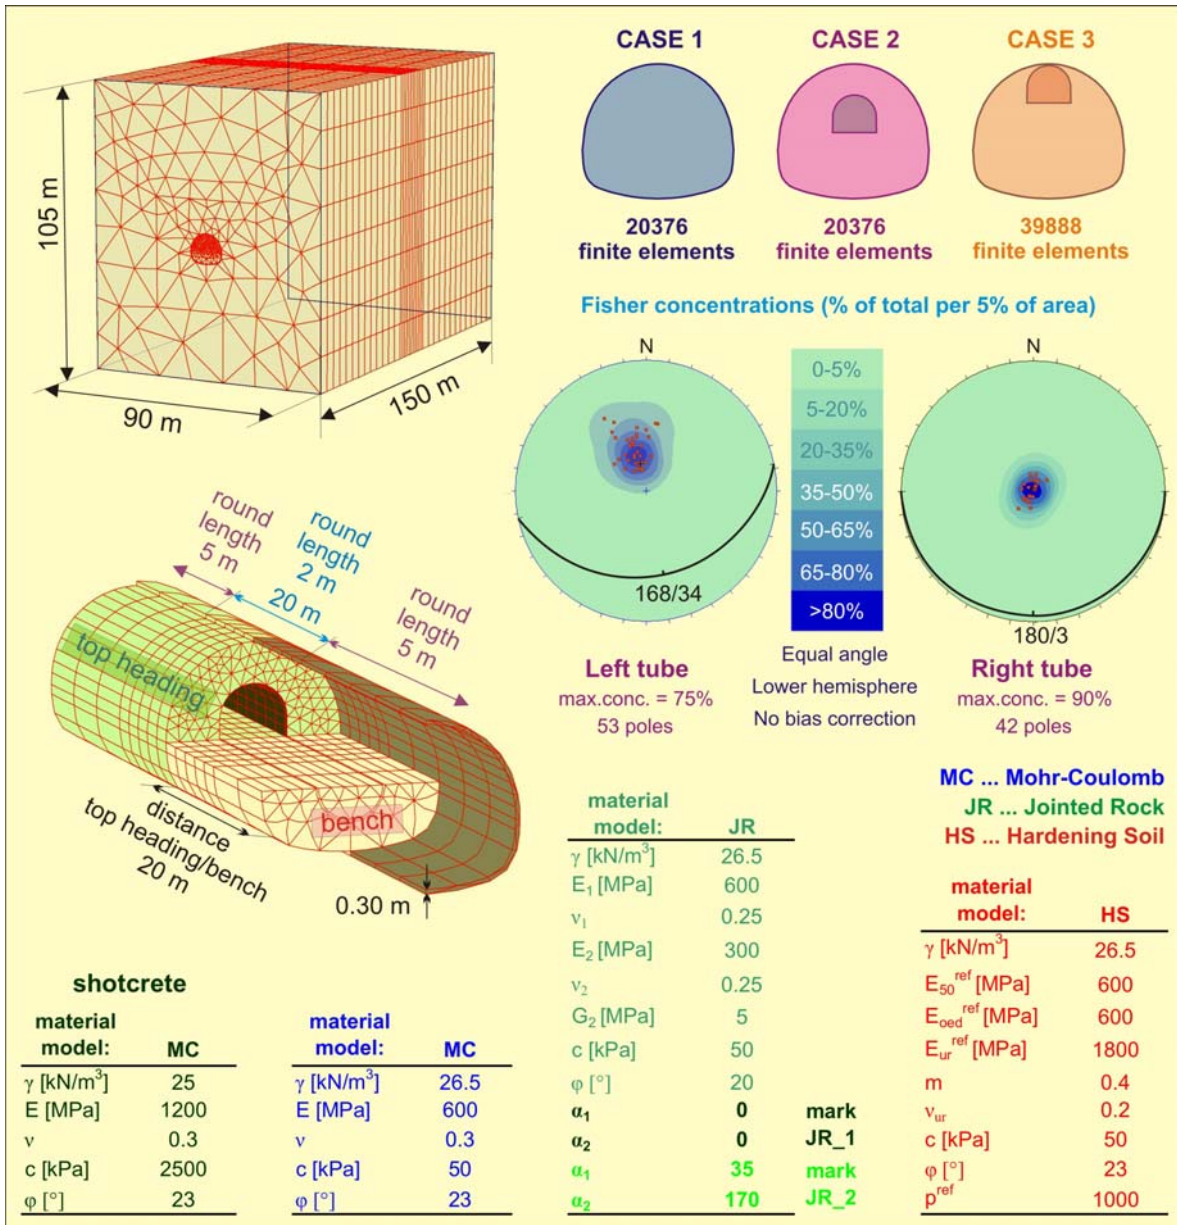 CASE 1
CASE 2
CASE 3
20376
finite elements
20376
finite elements
39888
finite elements
105 m
90 m
150 m
Fisher concentrations (% of total per 5% of area)
N
168/34
0-5%
5-20%
20-35%
35-50%
50-65%
65-80%
>80%
N
180/3
Left tube
max.conc. = 75%
53 poles
Equal angle
Lower hemisphere
No bias correction
Right tube
max.conc. = 90%
42 poles
round
length
5 m
round
length
2 m
20 m
round
length
5 m
top heading
bench
distance
top heading/bench
20 m
0.30 m
MC ... Mohr-Coulomb
JR ... Jointed Rock
HS ... Hardening Soil
shotcrete
material
model: MC
γ [kN/m³] 25
E [MPa] 1200
ν 0.3
c [kPa] 2500
φ [°] 23
material
model: MC
γ [kN/m³] 26.5
E [MPa] 600
ν 0.3
c [kPa] 50
φ [°] 23
material
model: JR
γ [kN/m³] 26.5
E₁ [MPa] 600
ν₁ 0.25
E₂ [MPa] 300
ν₂ 0.25
G₂ [MPa] 5
c [kPa] 50
φ [°] 20
α₁ 0 mark
α₂ 0 JR_1
α₁ 35 mark
α₂ 170 JR_2
material
model: HS
γ [kN/m³] 26.5
E₅₀ʳᵉᶠ [MPa] 600
Eₒₑdʳᵉᶠ [MPa] 600
Eᵤᵣʳᵉᶠ [MPa] 1800
m 0.4
νᵤᵣ 0.2
c [kPa] 50
φ [°] 23
pʳᵉᶠ 1000